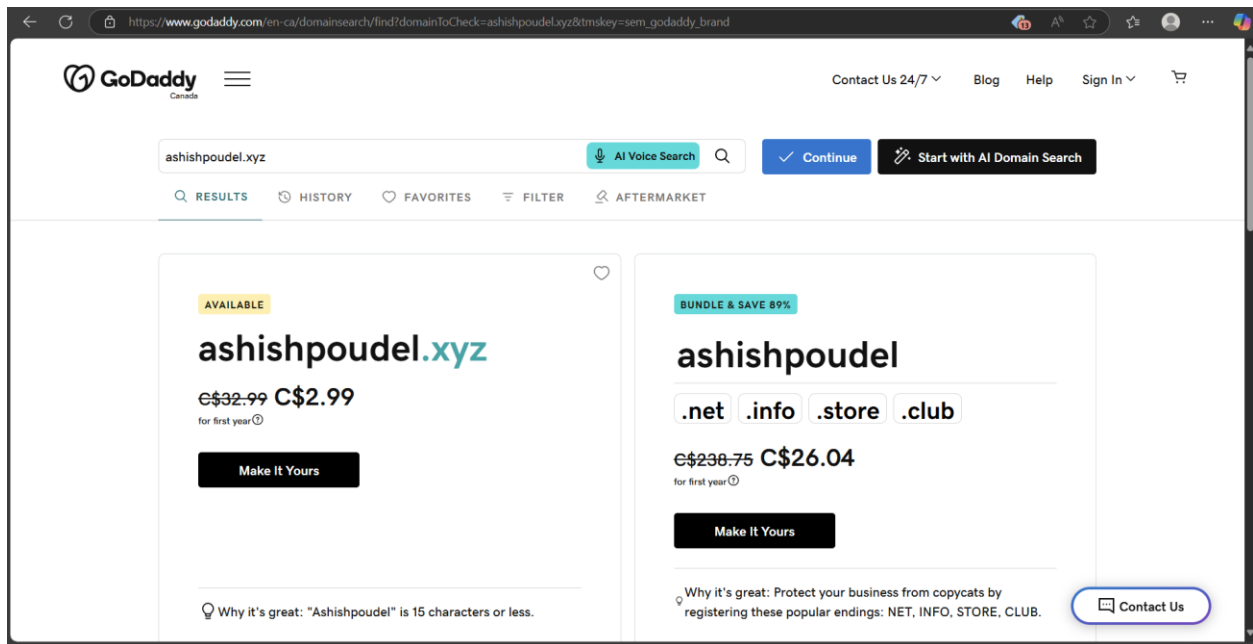 https://www.godaddy.com/en-ca/domainsearch/find?domainToCheck=ashishpoudel.xyz&tmskey=sem_godaddy_brand
13
GoDaddy
Canada
Contact Us 24/7
Blog
Help
Sign In
ashishpoudel.xyz
AI Voice Search
Continue
Start with AI Domain Search
RESULTS
HISTORY
FAVORITES
FILTER
AFTERMARKET
AVAILABLE
ashishpoudel.xyz
C$32.99 C$2.99
for first year
Make It Yours
Why it's great: "Ashishpoudel" is 15 characters or less.
BUNDLE & SAVE 89%
ashishpoudel
.net .info .store .club
C$238.75 C$26.04
for first year
Make It Yours
Why it's great: Protect your business from copycats by
registering these popular endings: NET, INFO, STORE, CLUB.
Contact Us